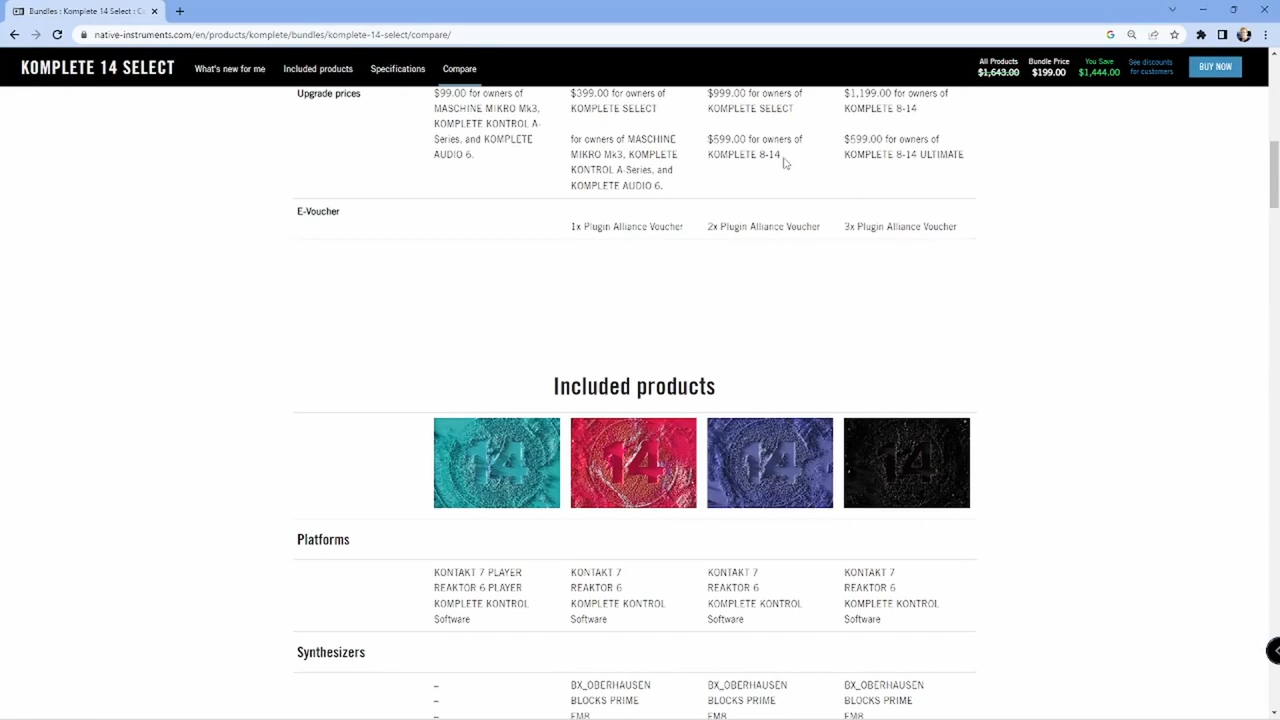 Bundles : Komplete 14 Select : Co
native-instruments.com/en/products/komplete/bundles/komplete-14-select/compare/
KOMPLETE 14 SELECT
What's new for me
Included products
Specifications
Compare
All Products
$1,643.00
Bundle Price
$199.00
You Save
$1,444.00
See discounts
for customers
BUY NOW
Upgrade prices
$99.00 for owners of
MASCHINE MIKRO Mk3,
KOMPLETE KONTROL A-
Series, and KOMPLETE
AUDIO 6.
$399.00 for owners of
KOMPLETE SELECT
for owners of MASCHINE
MIKRO Mk3, KOMPLETE
KONTROL A-Series, and
KOMPLETE AUDIO 6.
$999.00 for owners of
KOMPLETE SELECT
$599.00 for owners of
KOMPLETE 8-14
$1,199.00 for owners of
KOMPLETE 8-14
$599.00 for owners of
KOMPLETE 8-14 ULTIMATE
E-Voucher
1x Plugin Alliance Voucher
2x Plugin Alliance Voucher
3x Plugin Alliance Voucher
Included products
14
14
14
14
Platforms
KONTAKT 7 PLAYER
REAKTOR 6 PLAYER
KOMPLETE KONTROL
Software
KONTAKT 7
REAKTOR 6
KOMPLETE KONTROL
Software
KONTAKT 7
REAKTOR 6
KOMPLETE KONTROL
Software
KONTAKT 7
REAKTOR 6
KOMPLETE KONTROL
Software
Synthesizers
–
–
–
BX_OBERHAUSEN
BLOCKS PRIME
FM8
BX_OBERHAUSEN
BLOCKS PRIME
FM8
BX_OBERHAUSEN
BLOCKS PRIME
FM8